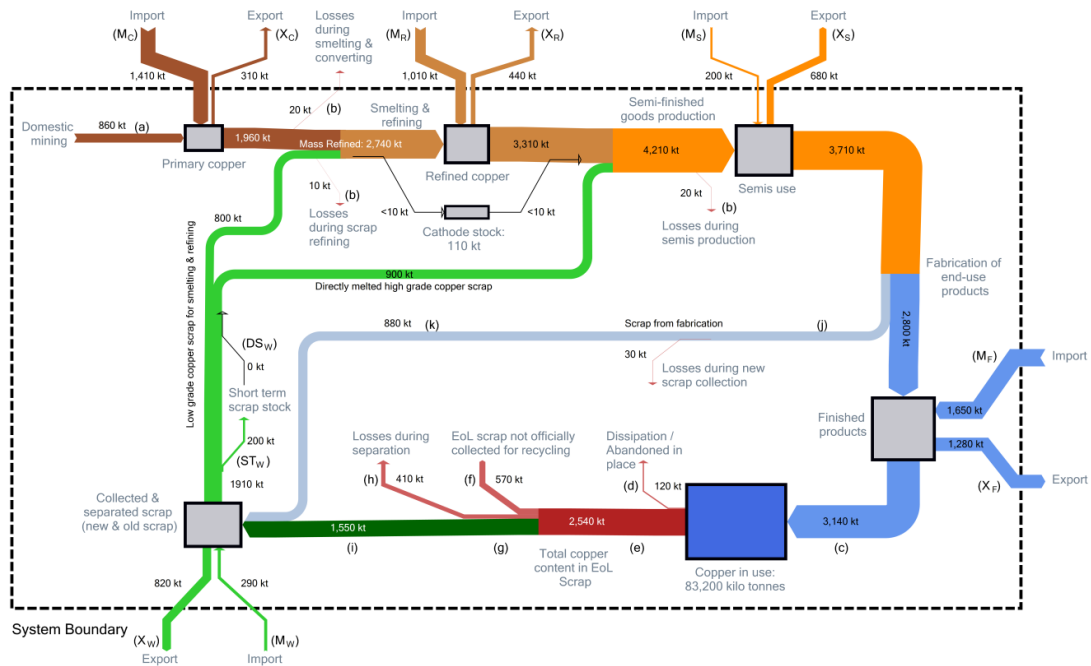 Import
(M_C)
1,410 kt
Export
(X_C)
310 kt
Losses
during
smelting &
converting
20 kt
(b)
Import
(M_R)
1,010 kt
Export
(X_R)
440 kt
Import
(M_S)
200 kt
Export
(X_S)
680 kt
Domestic
mining
860 kt
(a)
Primary copper
1,960 kt
Mass Refined: 2,740 kt
Smelting &
refining
Refined copper
3,310 kt
Semi-finished
goods production
4,210 kt
Semis use
3,710 kt
10 kt
(b)
Losses
during scrap
refining
<10 kt
Cathode stock:
110 kt
<10 kt
20 kt
(b)
Losses during
semis production
800 kt
Low grade copper scrap for smelting & refining
900 kt
Directly melted high grade copper scrap
Fabrication of
end-use
products
2,800 kt
880 kt
(k)
Scrap from fabrication
(j)
30 kt
Losses during new
scrap collection
(DS_W)
0 kt
Short term
scrap stock
200 kt
(ST_W)
1910 kt
(M_F)
Import
1,650 kt
Finished
products
1,280 kt
(X_F)
Export
Losses during
separation
(h)
410 kt
EoL scrap not officially
collected for recycling
(f)
570 kt
Dissipation /
Abandoned in
place
(d)
120 kt
Collected &
separated scrap
(new & old scrap)
1,550 kt
(i)
(g)
2,540 kt
(e)
Total copper
content in EoL
Scrap
Copper in use:
83,200 kilo tonnes
3,140 kt
(c)
820 kt
(X_W)
Export
290 kt
(M_W)
Import
System Boundary